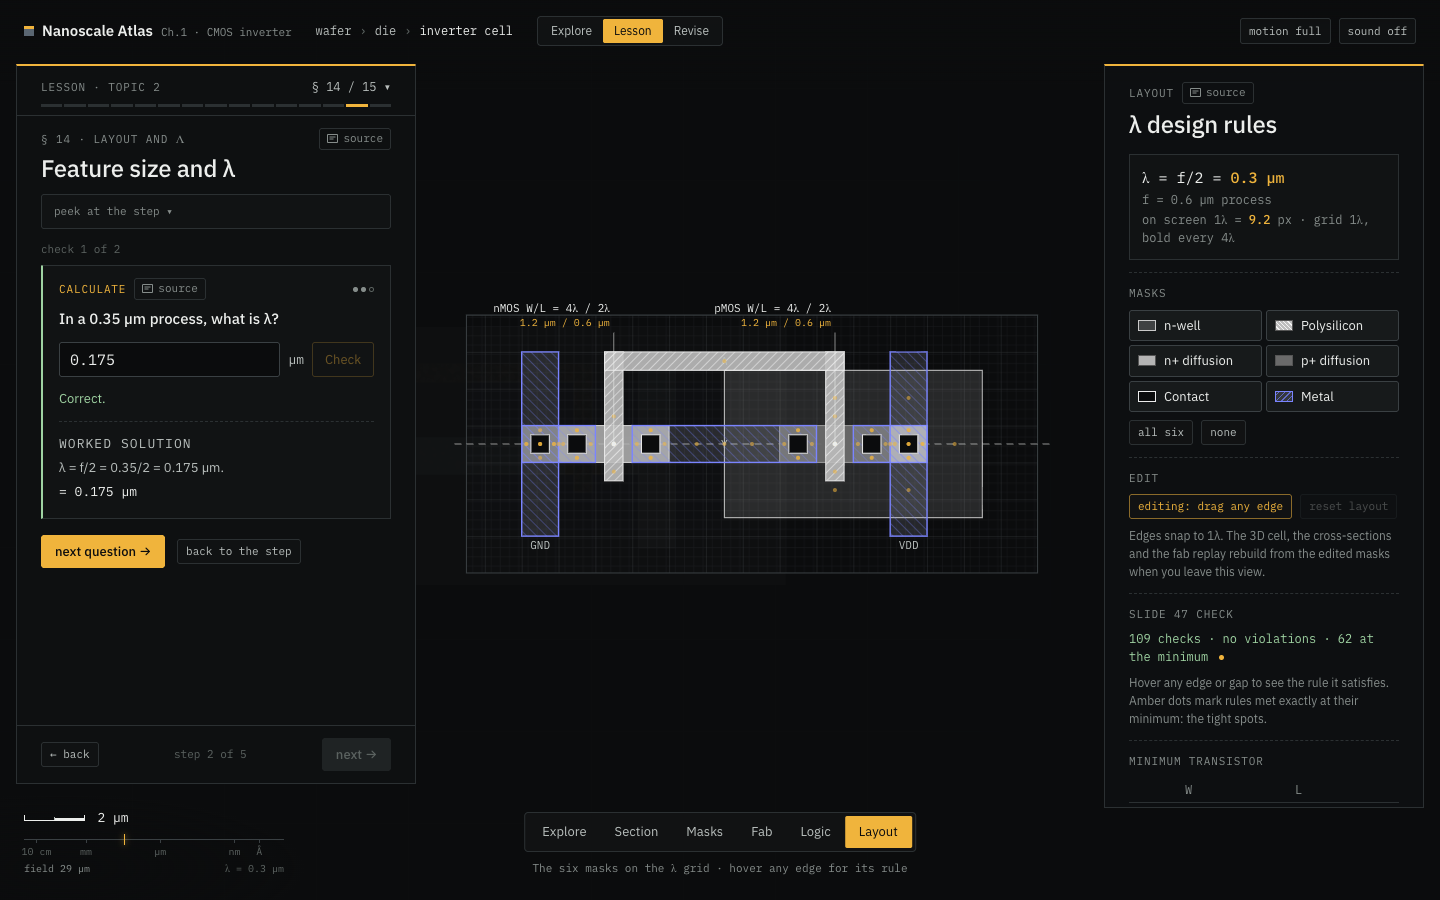 Nanoscale Atlas Ch.1 · CMOS inverter
wafer › die › inverter cell
Explore Lesson Revise
motion full
sound off
LESSON · TOPIC 2
§ 14 / 15 ▾
§ 14 · LAYOUT AND Λ
source
Feature size and λ
peek at the step ▾
check 1 of 2
CALCULATE
source
In a 0.35 µm process, what is λ?
0.175 µm Check
Correct.
WORKED SOLUTION
λ = f/2 = 0.35/2 = 0.175 µm.
= 0.175 µm
next question →
back to the step
← back
step 2 of 5
next →
2 µm
10 cm mm µm nm Å
field 29 µm
λ = 0.3 µm
nMOS W/L = 4λ / 2λ
1.2 µm / 0.6 µm
pMOS W/L = 4λ / 2λ
1.2 µm / 0.6 µm
Y
GND
VDD
Explore Section Masks Fab Logic Layout
The six masks on the λ grid · hover any edge for its rule
LAYOUT
source
λ design rules
λ = f/2 = 0.3 µm
f = 0.6 µm process
on screen 1λ = 9.2 px · grid 1λ,
bold every 4λ
MASKS
n-well
Polysilicon
n+ diffusion
p+ diffusion
Contact
Metal
all six
none
EDIT
editing: drag any edge
reset layout
Edges snap to 1λ. The 3D cell, the cross-sections
and the fab replay rebuild from the edited masks
when you leave this view.
SLIDE 47 CHECK
109 checks · no violations · 62 at
the minimum
Hover any edge or gap to see the rule it satisfies.
Amber dots mark rules met exactly at their
minimum: the tight spots.
MINIMUM TRANSISTOR
W L